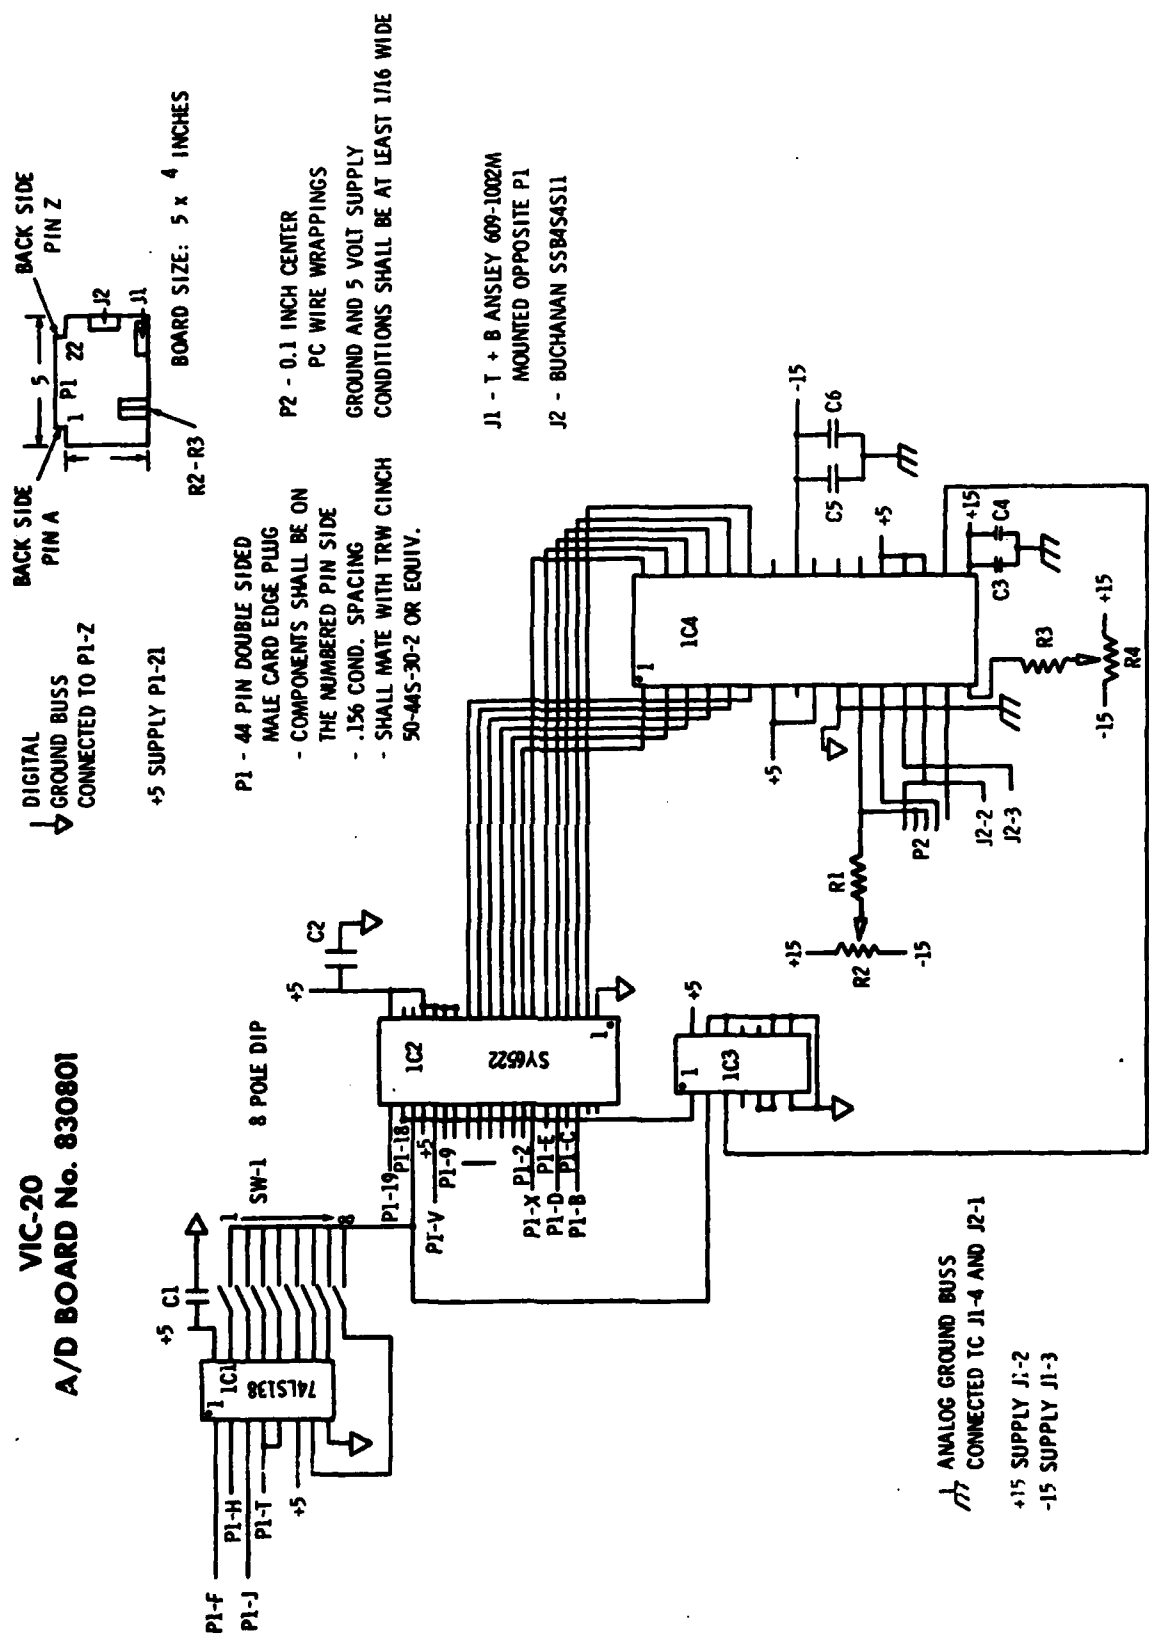 VIC-20
A/D BOARD No. 830801
DIGITAL
GROUND BUSS
CONNECTED TO P1-Z
+5 SUPPLY P1-21
BACK SIDE
PIN A
BACK SIDE
PIN Z
5
1 P1 22
J2
J1
R2-R3
BOARD SIZE: 5 x 4 INCHES
P1 - 44 PIN DOUBLE SIDED
MALE CARD EDGE PLUG
- COMPONENTS SHALL BE ON
THE NUMBERED PIN SIDE
- .156 COND. SPACING
- SHALL MATE WITH TRW CINCH
50-44S-30-2 OR EQUIV.
P2 - 0.1 INCH CENTER
PC WIRE WRAPPINGS
GROUND AND 5 VOLT SUPPLY
CONDITIONS SHALL BE AT LEAST 1/16 WIDE
J1 - T + B ANSLEY 609-1002M
MOUNTED OPPOSITE P1
J2 - BUCHANAN SSB4S4S11
P1-F
P1-H
P1-J
P1-T
+5
1
1C1
74LS138
+5
C1
1
8
SW-1 8 POLE DIP
P1-19
P1-18
+5
P1-V
P1-9
P1-2
P1-X
P1-E
P1-D
P1-C
P1-B
1C2
SY6522
1
+5
C2
1
1C3
+5
+15
R2
-15
R1
P2
J2-2
J2-3
+5
1
1C4
-15
C5
C6
+5
+15
C3
C4
R3
-15
R4
+15
ANALOG GROUND BUSS
CONNECTED TC J1-4 AND J2-1
+15 SUPPLY J1-2
-15 SUPPLY J1-3